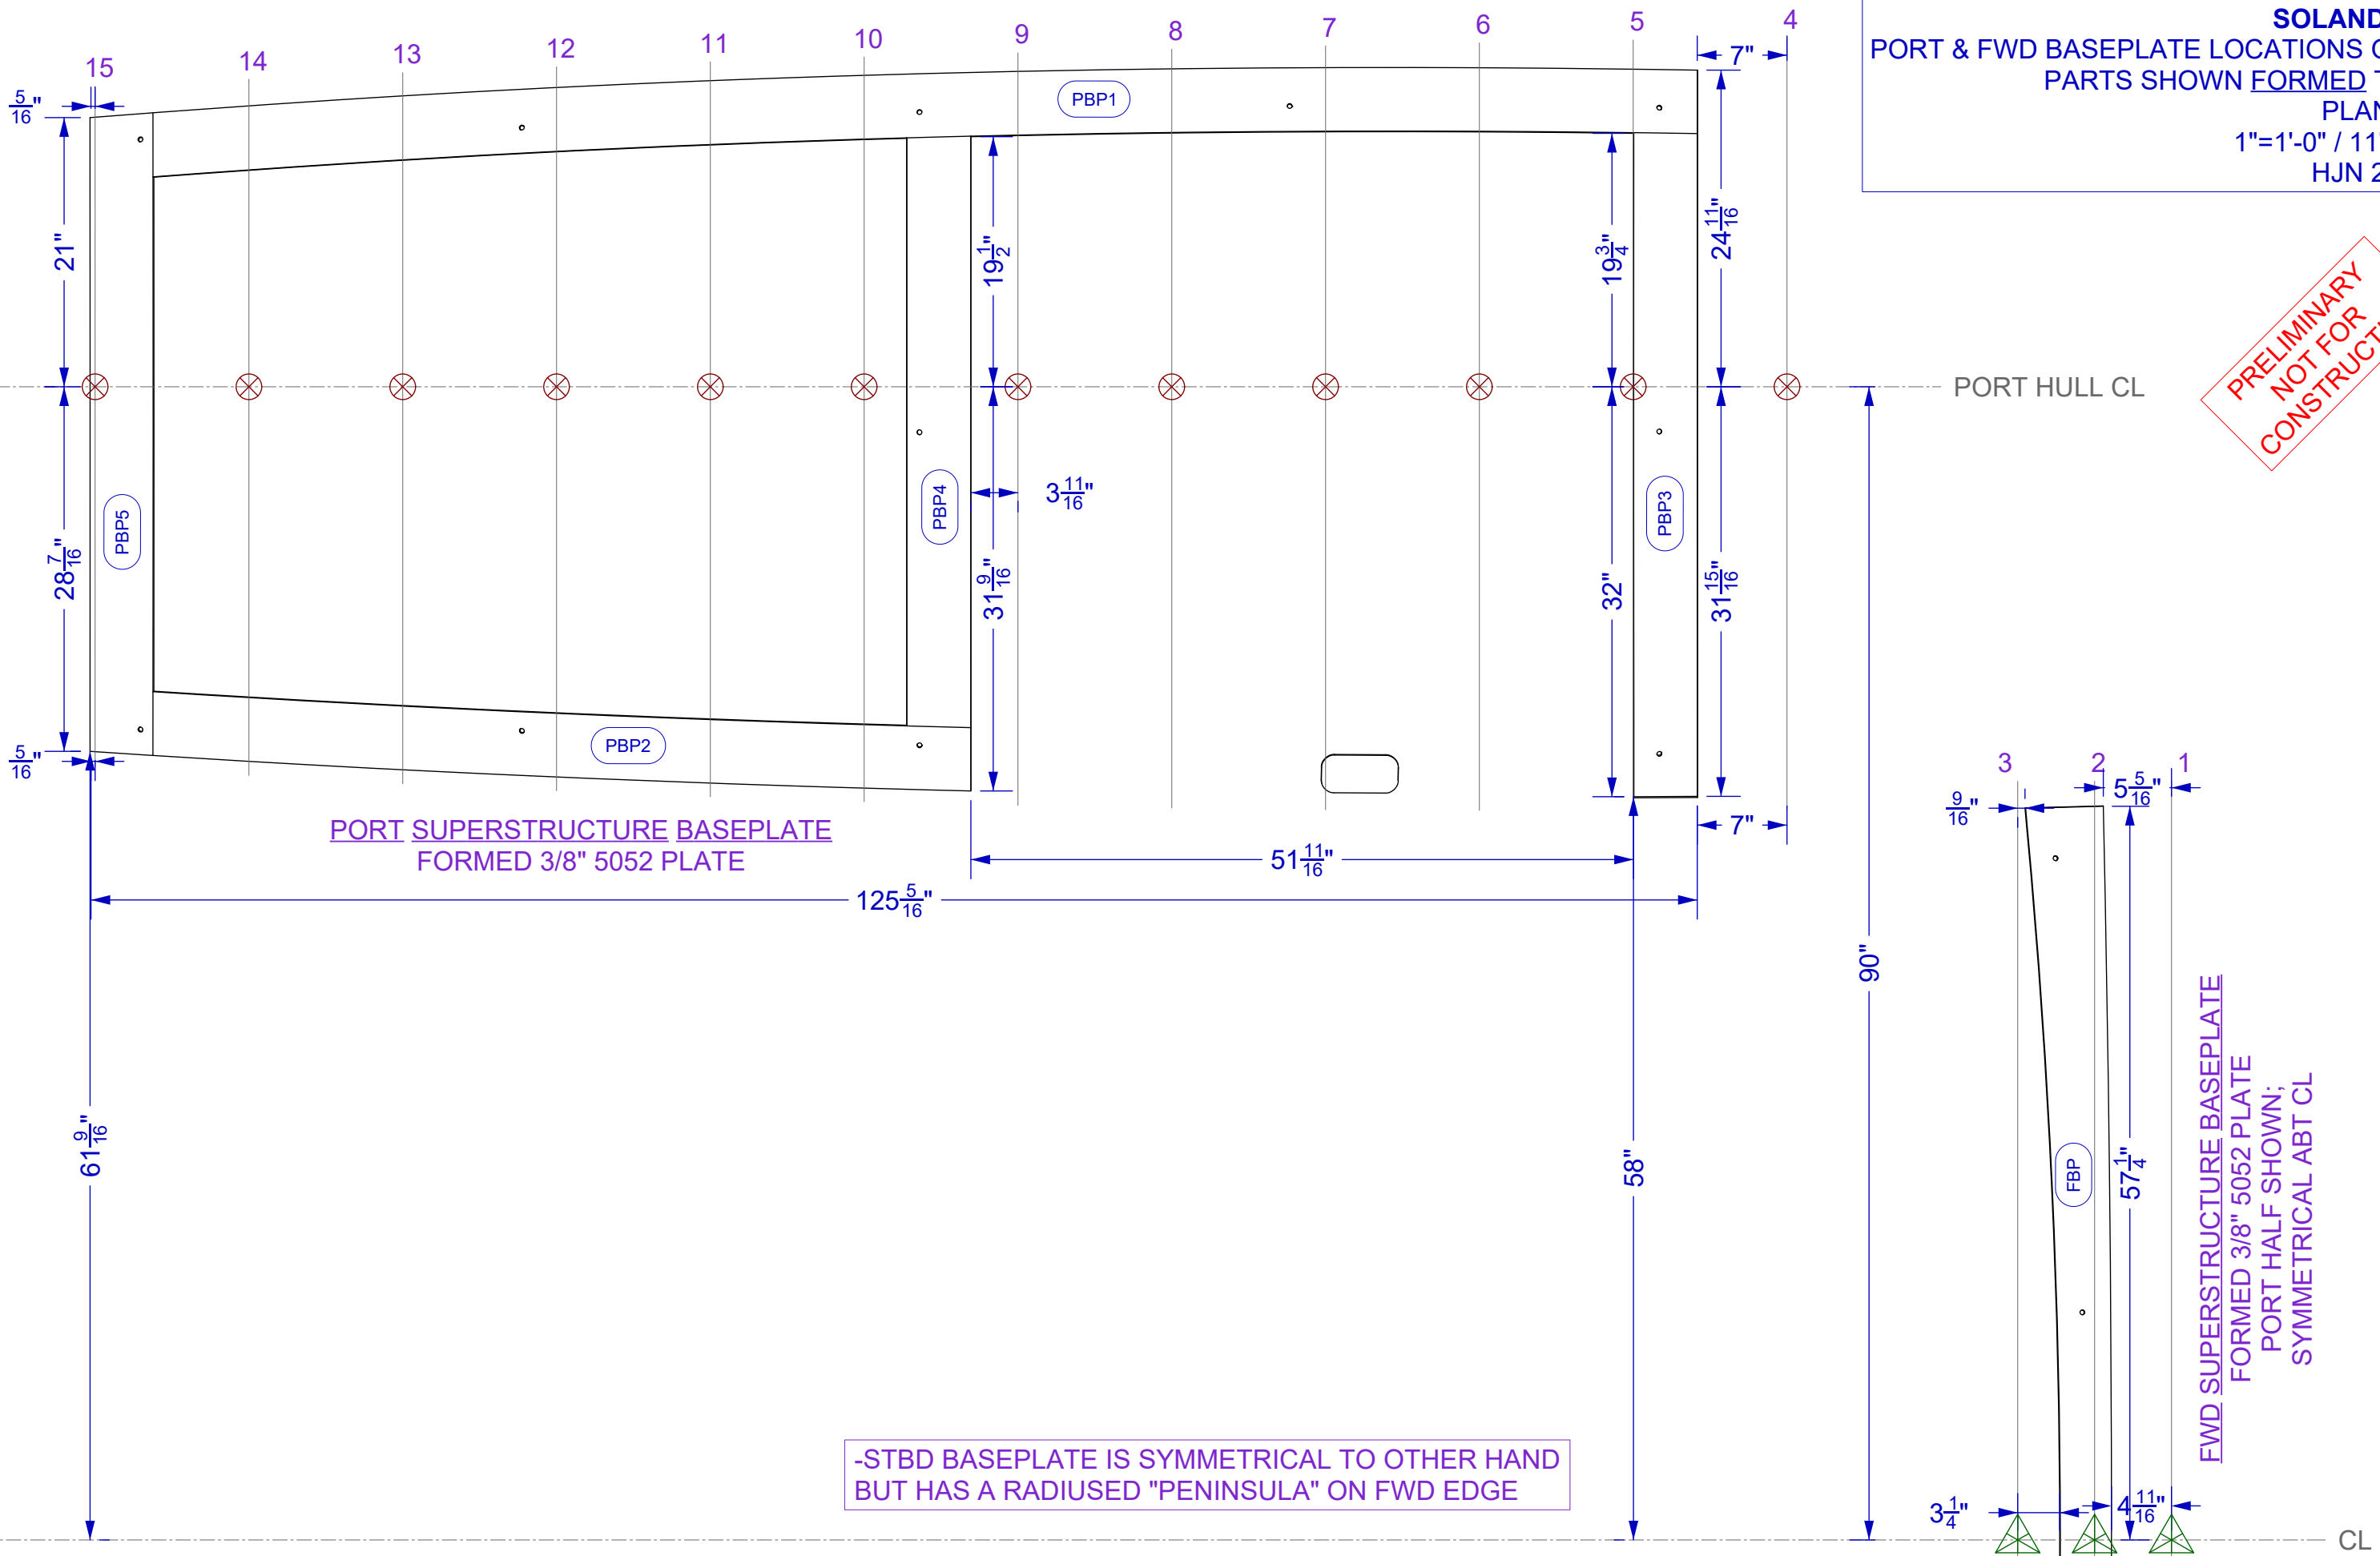 SOLAND
PORT & FWD BASEPLATE LOCATIONS
PARTS SHOWN FORMED
PLAN
1"=1'-0" / 11
HJN 2
15
14
13
12
11
10
9
8
7
6
5
4
7"
5/16"
PBP1
21"
19 1/2"
19 3/4"
24 11/16"
PRELIMINARY
NOT FOR
CONSTRUCT
PORT HULL CL
PBP5
PBP4
3 11/16"
PBP3
28 7/16"
31 9/16"
32"
31 15/16"
PBP2
5/16"
3
2
1
5 5/16"
9/16"
PORT SUPERSTRUCTURE BASEPLATE
FORMED 3/8" 5052 PLATE
7"
51 11/16"
125 5/16"
90"
61 9/16"
58"
FBP
57 1/4"
FWD SUPERSTRUCTURE BASEPLATE
FORMED 3/8" 5052 PLATE
PORT HALF SHOWN;
SYMMETRICAL ABT CL
-STBD BASEPLATE IS SYMMETRICAL TO OTHER HAND
BUT HAS A RADIUSED "PENINSULA" ON FWD EDGE
3 1/4"
4 11/16"
CL